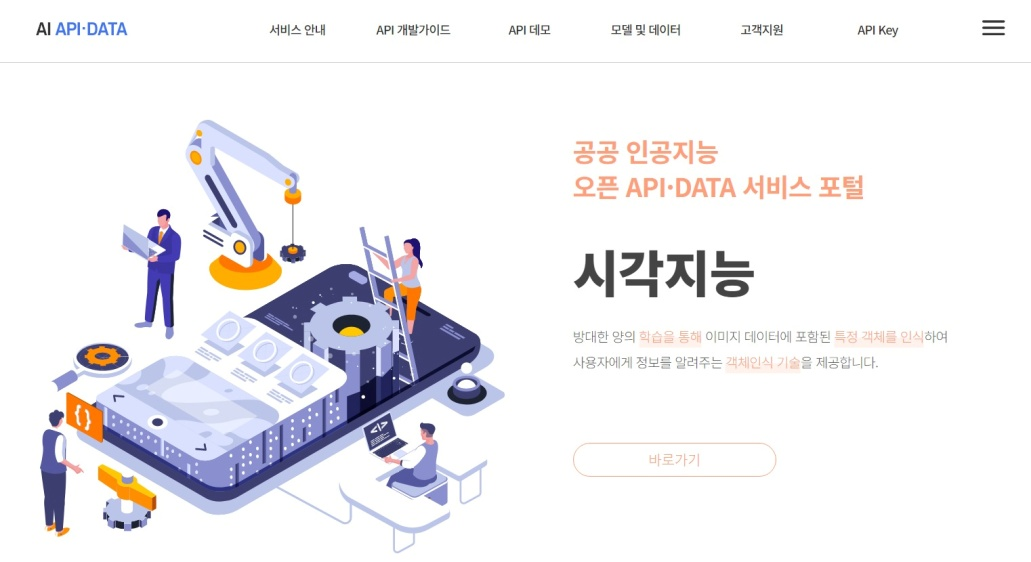 AI API·DATA
서비스 안내
API 개발가이드
API 데모
모델 및 데이터
고객지원
API Key
공공 인공지능
오픈 API·DATA 서비스 포털
시각지능
방대한 양의 학습을 통해 이미지 데이터에 포함된 특정 객체를 인식하여
사용자에게 정보를 알려주는 객체인식 기술을 제공합니다.
바로가기
{}
</>